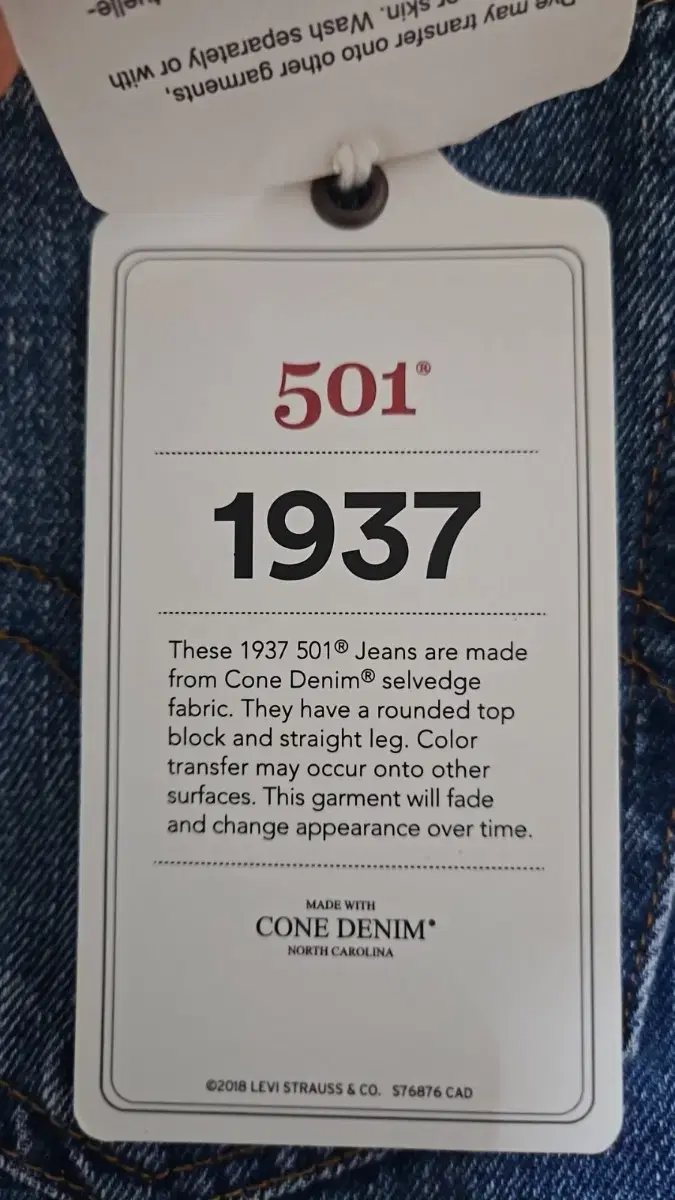 Dye may transfer onto other garments,
or skin. Wash separately or with
501®
1937
These 1937 501® Jeans are made
from Cone Denim® selvedge
fabric. They have a rounded top
block and straight leg. Color
transfer may occur onto other
surfaces. This garment will fade
and change appearance over time.
MADE WITH
CONE DENIM®
NORTH CAROLINA
©2018 LEVI STRAUSS & CO. S76876 CAD